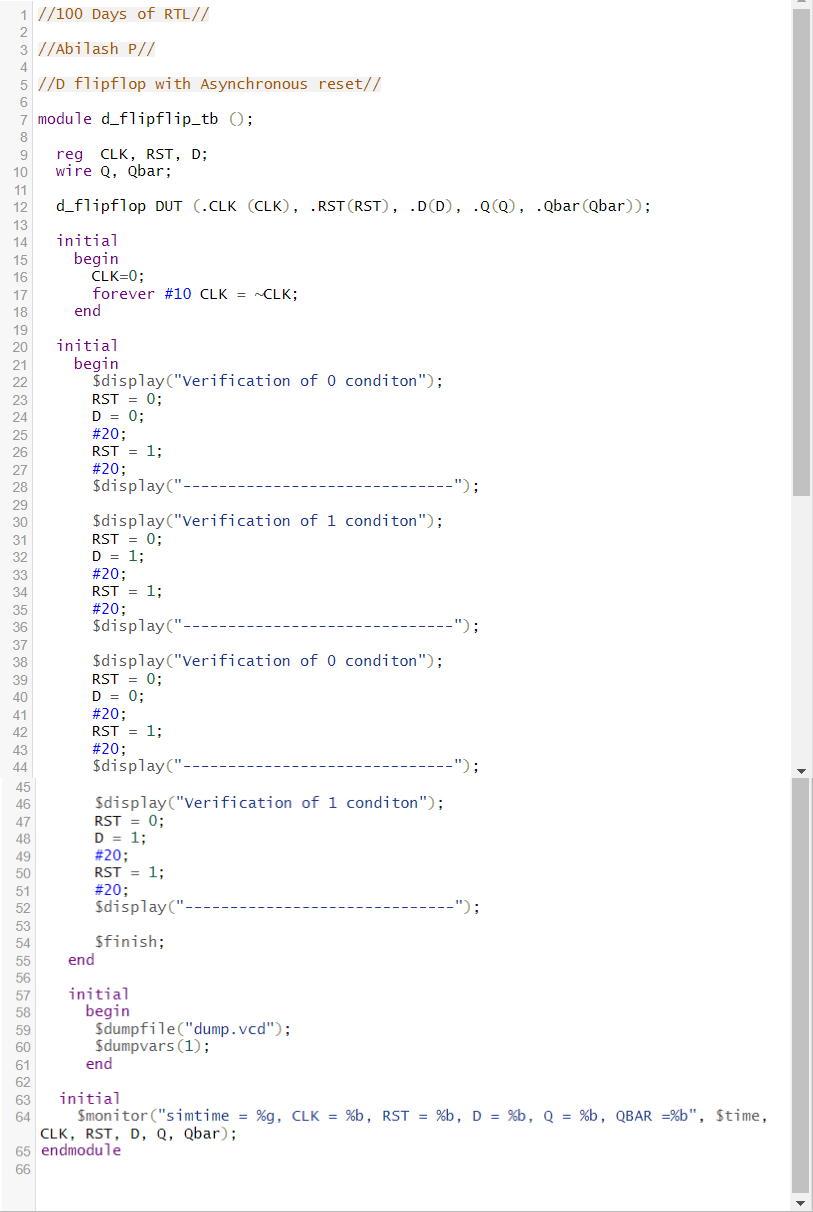 1 //100 Days of RTL//
2
3 //Abilash P//
4
5 //D flipflop with Asynchronous reset//
6
7 module d_flipflip_tb ();
8
9   reg  CLK, RST, D;
10   wire Q, Qbar;
11
12   d_flipflop DUT (.CLK (CLK), .RST(RST), .D(D), .Q(Q), .Qbar(Qbar));
13
14   initial
15     begin
16       CLK=0;
17       forever #10 CLK = ~CLK;
18     end
19
20   initial
21     begin
22       $display("Verification of 0 conditon");
23       RST = 0;
24       D = 0;
25       #20;
26       RST = 1;
27       #20;
28       $display("------------------------------");
29
30       $display("Verification of 1 conditon");
31       RST = 0;
32       D = 1;
33       #20;
34       RST = 1;
35       #20;
36       $display("------------------------------");
37
38       $display("Verification of 0 conditon");
39       RST = 0;
40       D = 0;
41       #20;
42       RST = 1;
43       #20;
44       $display("------------------------------");
45
46       $display("Verification of 1 conditon");
47       RST = 0;
48       D = 1;
49       #20;
50       RST = 1;
51       #20;
52       $display("------------------------------");
53
54       $finish;
55    end
56
57    initial
58      begin
59       $dumpfile("dump.vcd");
60       $dumpvars(1);
61      end
62
63   initial
64     $monitor("simtime = %g, CLK = %b, RST = %b, D = %b, Q = %b, QBAR =%b", $time,
CLK, RST, D, Q, Qbar);
65 endmodule
66